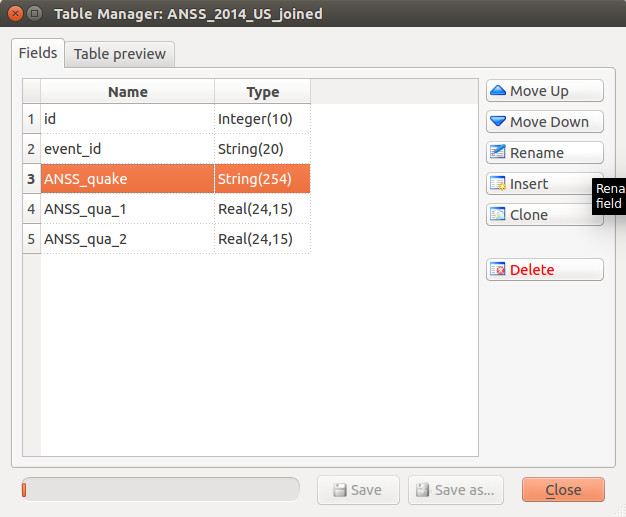 Table Manager: ANSS_2014_US_joined
Fields Table preview
Name Type
1 id Integer(10)
2 event_id String(20)
3 ANSS_quake String(254)
4 ANSS_qua_1 Real(24,15)
5 ANSS_qua_2 Real(24,15)
Move Up
Move Down
Rename
Insert
Rena
field
Clone
Delete
Save Save as... Close